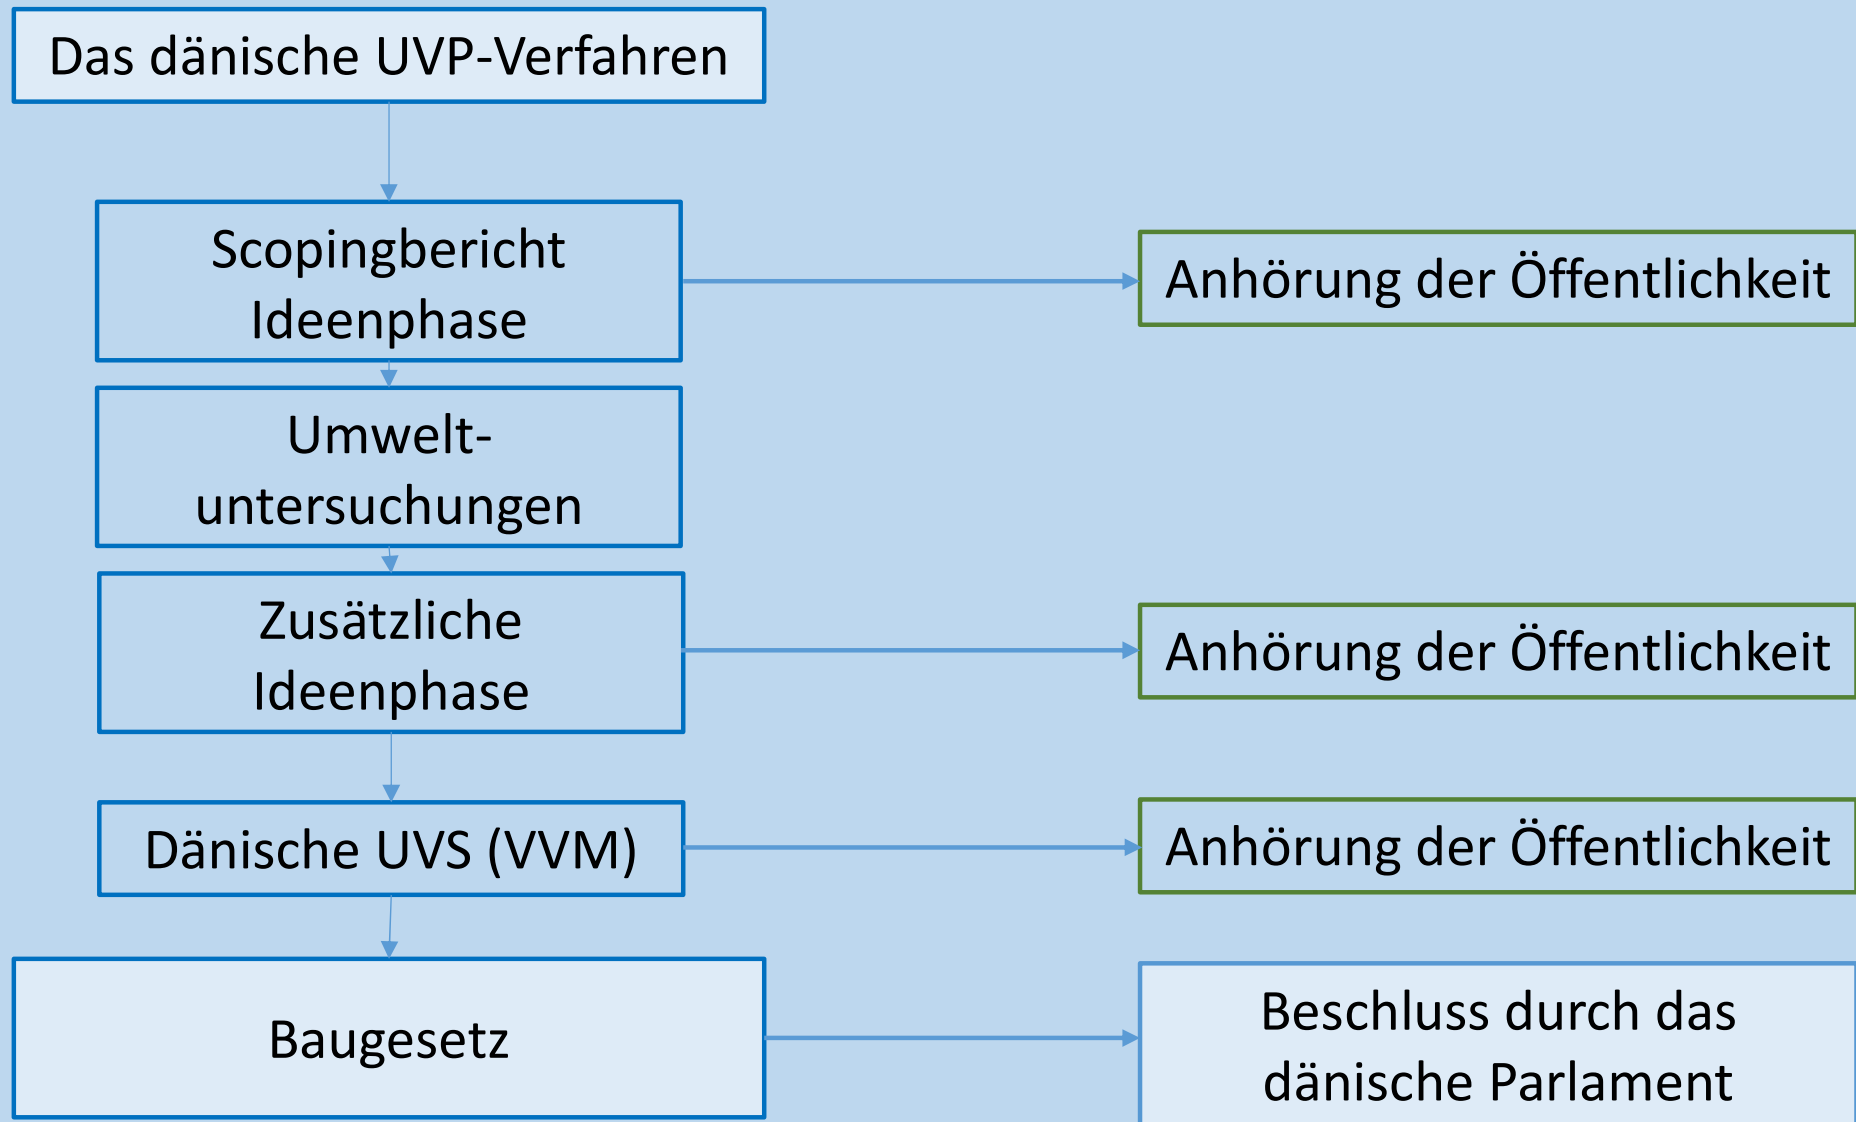 Das dänische UVP-Verfahren
Scopingbericht
Ideenphase
Anhörung der Öffentlichkeit
Umwelt-
untersuchungen
Zusätzliche
Ideenphase
Anhörung der Öffentlichkeit
Dänische UVS (VVM)
Anhörung der Öffentlichkeit
Baugesetz
Beschluss durch das
dänische Parlament